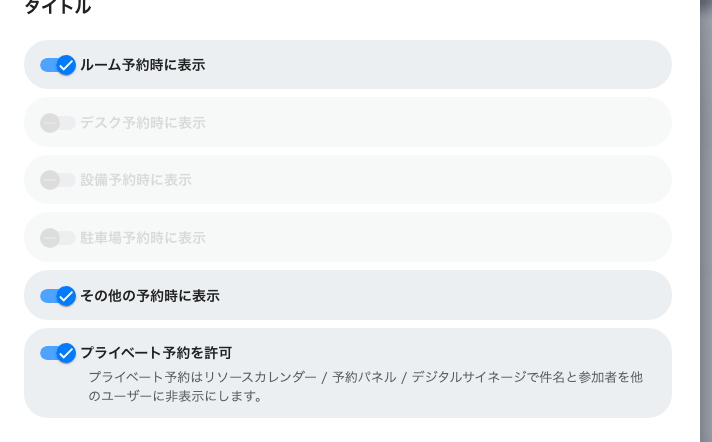 タイトル
ルーム予約時に表示
デスク予約時に表示
設備予約時に表示
駐車場予約時に表示
その他の予約時に表示
プライベート予約を許可
プライベート予約はリソースカレンダー / 予約パネル / デジタルサイネージで件名と参加者を他
のユーザーに非表示にします。